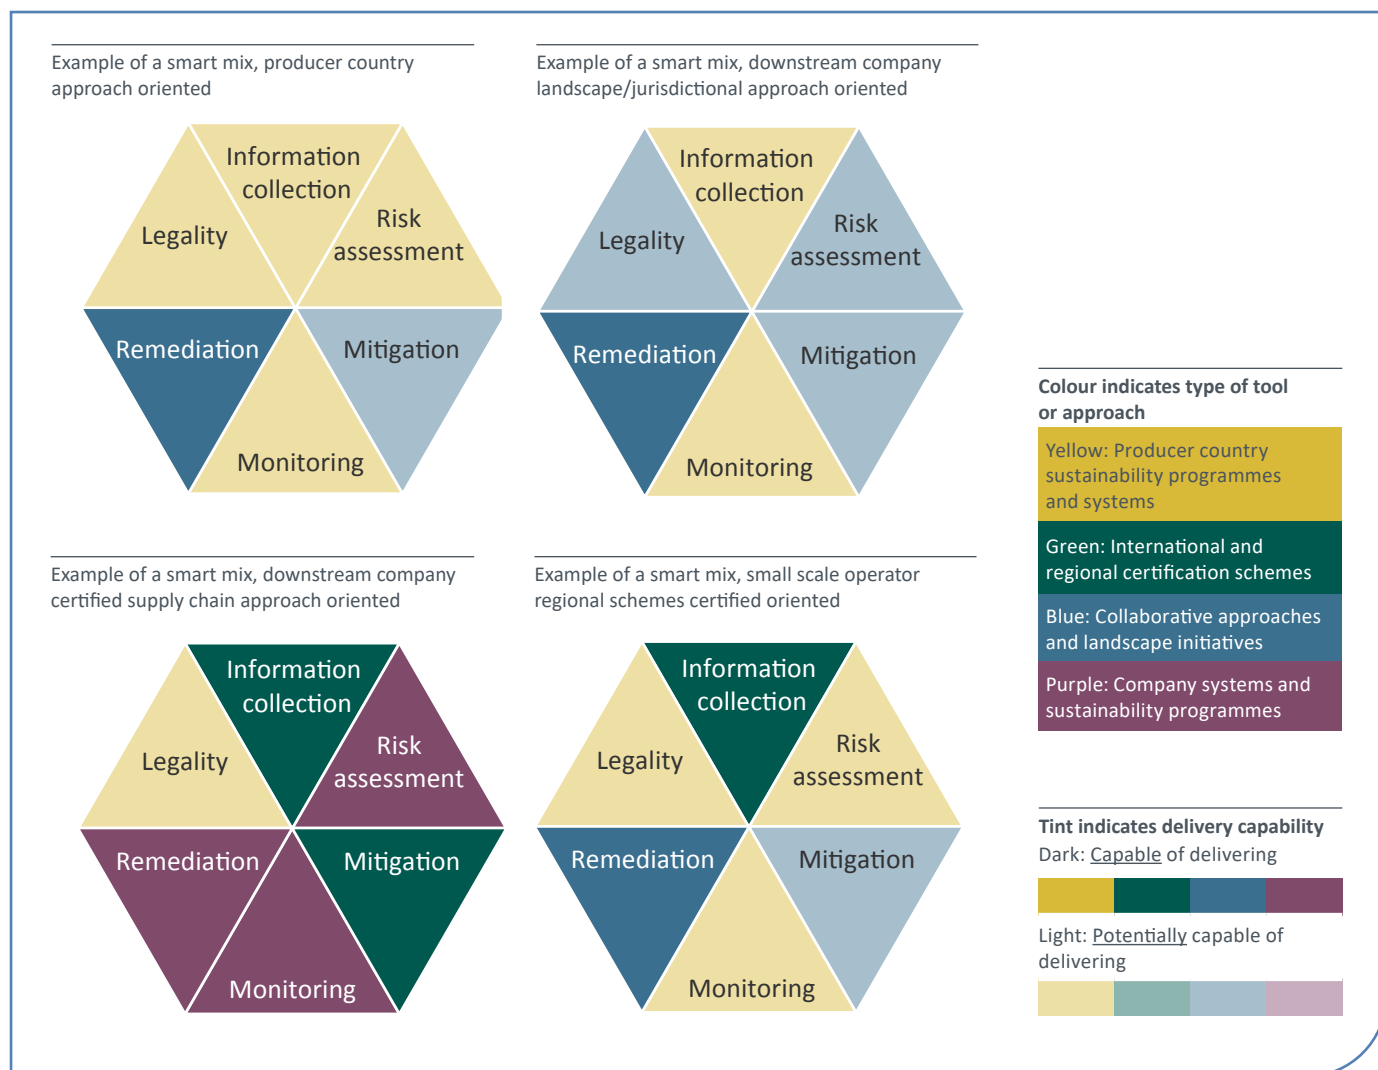 Example of a smart mix, producer country
approach oriented
Information
collection
Legality
Risk
assessment
Remediation
Mitigation
Monitoring
Example of a smart mix, downstream company
landscape/jurisdictional approach oriented
Information
collection
Legality
Risk
assessment
Remediation
Mitigation
Monitoring
Example of a smart mix, downstream company
certified supply chain approach oriented
Information
collection
Legality
Risk
assessment
Remediation
Mitigation
Monitoring
Example of a smart mix, small scale operator
regional schemes certified oriented
Information
collection
Legality
Risk
assessment
Remediation
Mitigation
Monitoring
Colour indicates type of tool
or approach
Yellow: Producer country
sustainability programmes
and systems
Green: International and
regional certification schemes
Blue: Collaborative approaches
and landscape initiatives
Purple: Company systems and
sustainability programmes
Tint indicates delivery capability
Dark: Capable of delivering
Light: Potentially capable of
delivering